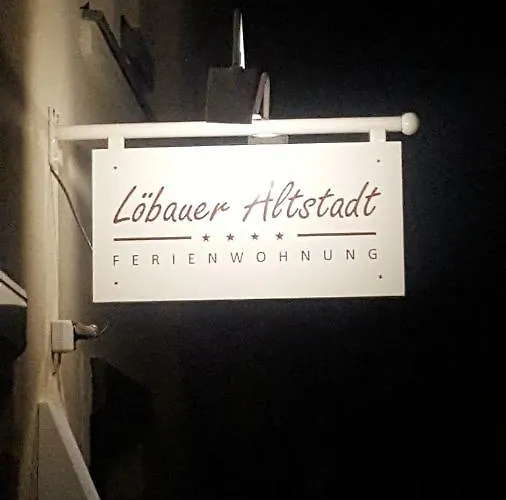 Löbauer Altstadt
★ ★ ★ ★
FERIENWOHNUNG